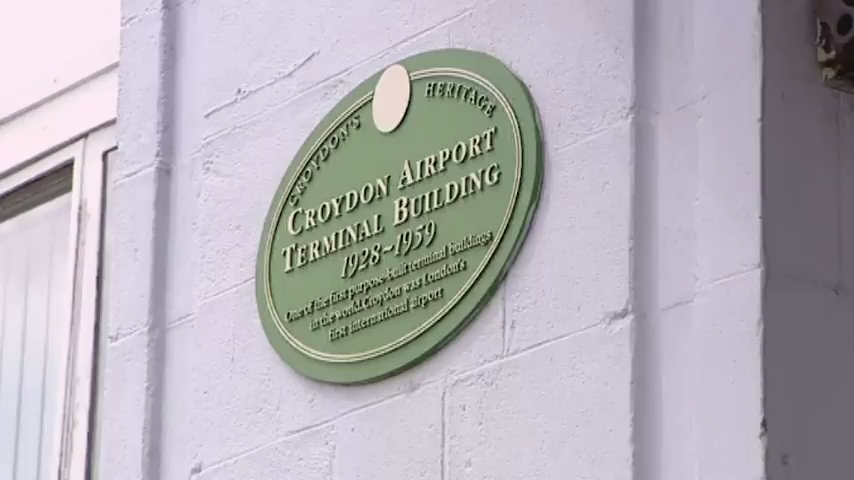 CROYDON'S HERITAGE
CROYDON AIRPORT
TERMINAL BUILDING
1928~1959
One of the first purpose-built terminal buildings
in the world. Croydon was London's
first international airport